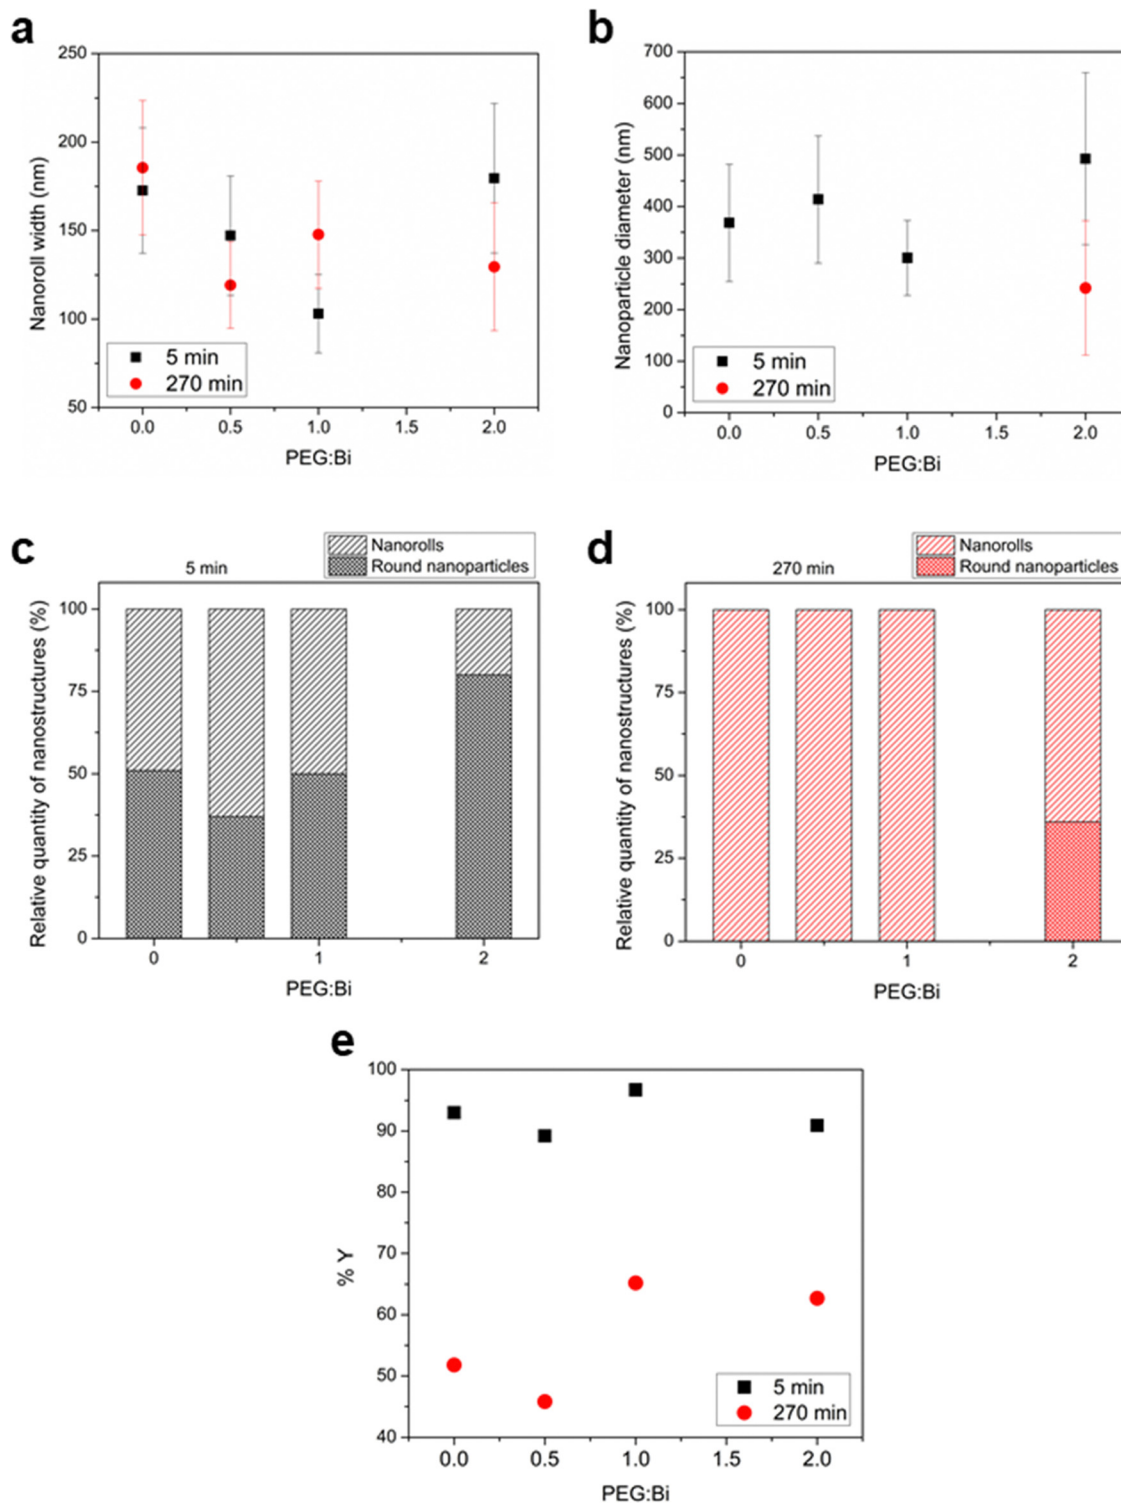 a
250
200
150
100
50
Nanoroll width (nm)
5 min
270 min
0.0 0.5 1.0 1.5 2.0
PEG:Bi
b
700
600
500
400
300
200
100
0
Nanoparticle diameter (nm)
5 min
270 min
0.0 0.5 1.0 1.5 2.0
PEG:Bi
c
Nanorolls
Round nanoparticles
5 min
100
75
50
25
0
Relative quantity of nanostructures (%)
0 1 2
PEG:Bi
d
Nanorolls
Round nanoparticles
270 min
100
75
50
25
0
Relative quantity of nanostructures (%)
0 1 2
PEG:Bi
e
100
90
80
70
60
50
40
% Y
5 min
270 min
0.0 0.5 1.0 1.5 2.0
PEG:Bi